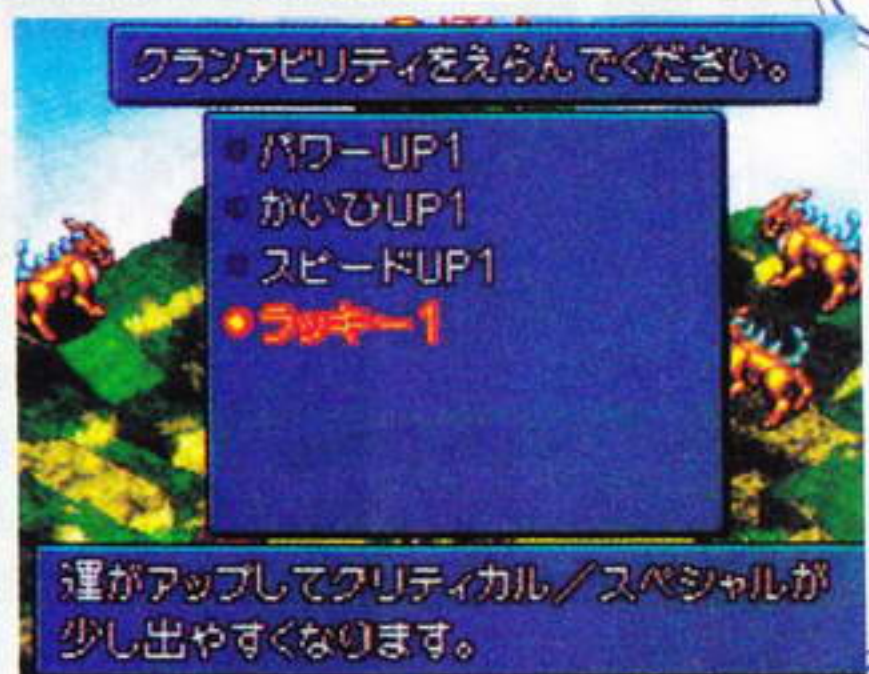 クランアビリティをえらんでください。
パワーUP1
かいひUP1
スピードUP1
ラッキー1
運がアップしてクリティカル／スペシャルが
少し出やすくなります。